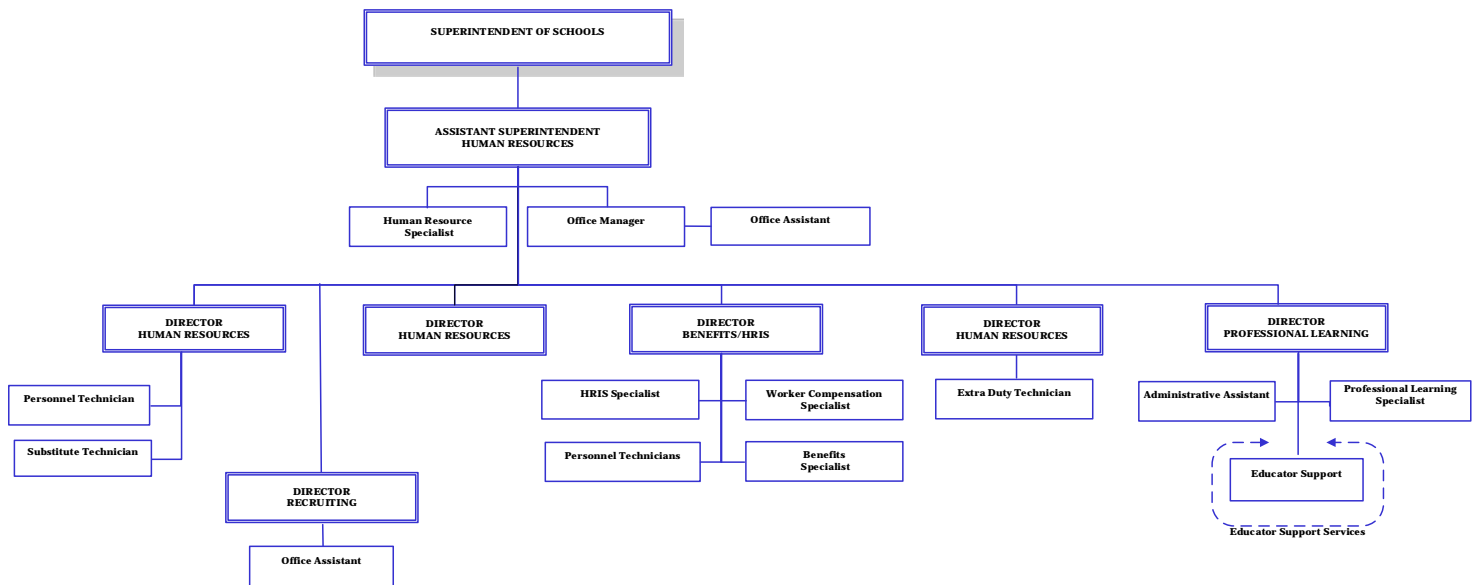 SUPERINTENDENT OF SCHOOLS
ASSISTANT SUPERINTENDENT
HUMAN RESOURCES
Human Resource
Specialist
Office Manager
Office Assistant
DIRECTOR
HUMAN RESOURCES
DIRECTOR
HUMAN RESOURCES
DIRECTOR
BENEFITS/HRIS
DIRECTOR
HUMAN RESOURCES
DIRECTOR
PROFESSIONAL LEARNING
Personnel Technician
Substitute Technician
HRIS Specialist
Worker Compensation
Specialist
Personnel Technicians
Benefits
Specialist
Extra Duty Technician
Administrative Assistant
Professional Learning
Specialist
Educator Support
Educator Support Services
DIRECTOR
RECRUITING
Office Assistant